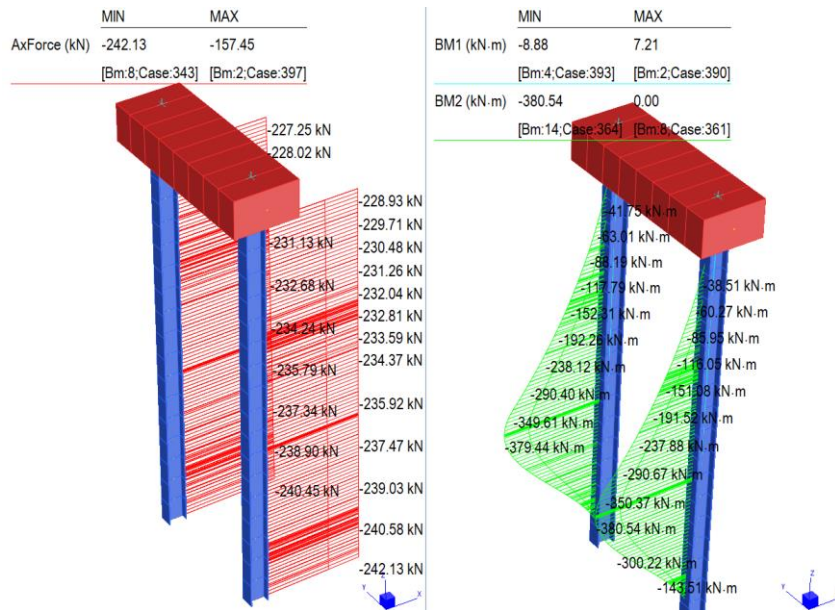 MIN MAX
AxForce (kN) -242.13 -157.45
[Bm:8;Case:343] [Bm:2;Case:397]
-227.25 kN
-228.02 kN
-228.93 kN
-229.71 kN
-231.13 kN
-230.48 kN
-231.26 kN
-232.68 kN
-232.04 kN
-232.81 kN
-234.24 kN
-233.59 kN
-234.37 kN
-235.79 kN
-235.92 kN
-237.34 kN
-237.47 kN
-238.90 kN
-239.03 kN
-240.45 kN
-240.58 kN
-242.13 kN
Z
Y
X
MIN MAX
BM1 (kN·m) -8.88 7.21
[Bm:4;Case:393] [Bm:2;Case:390]
BM2 (kN·m) -380.54 0.00
[Bm:14;Case:364] [Bm:8;Case:361]
-41.75 kN·m
-63.01 kN·m
-88.19 kN·m
-117.79 kN·m
-38.51 kN·m
-152.31 kN·m
-60.27 kN·m
-192.26 kN·m
-85.95 kN·m
-238.12 kN·m
-116.05 kN·m
-290.40 kN·m
-151.08 kN·m
-349.61 kN·m
-191.52 kN·m
-379.44 kN·m
-237.88 kN·m
-290.67 kN·m
-350.37 kN·m
-380.54 kN·m
-300.22 kN·m
-143.51 kN·m
Z
Y
X